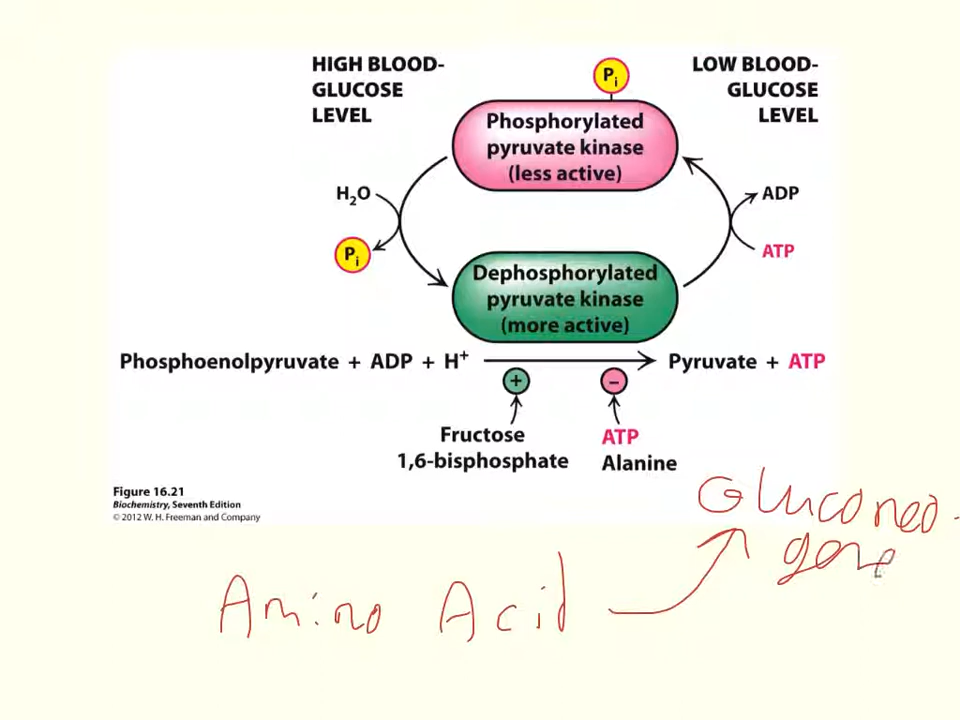 HIGH BLOOD-
GLUCOSE
LEVEL
LOW BLOOD-
GLUCOSE
LEVEL
Pi
Phosphorylated
pyruvate kinase
(less active)
H₂O
Pi
ADP
ATP
Dephosphorylated
pyruvate kinase
(more active)
Phosphoenolpyruvate + ADP + H⁺
Pyruvate + ATP
+
−
Fructose
1,6-bisphosphate
ATP
Alanine
Figure 16.21
Biochemistry, Seventh Edition
© 2012 W. H. Freeman and Company
Gluconeo-
gene
Amino Acid